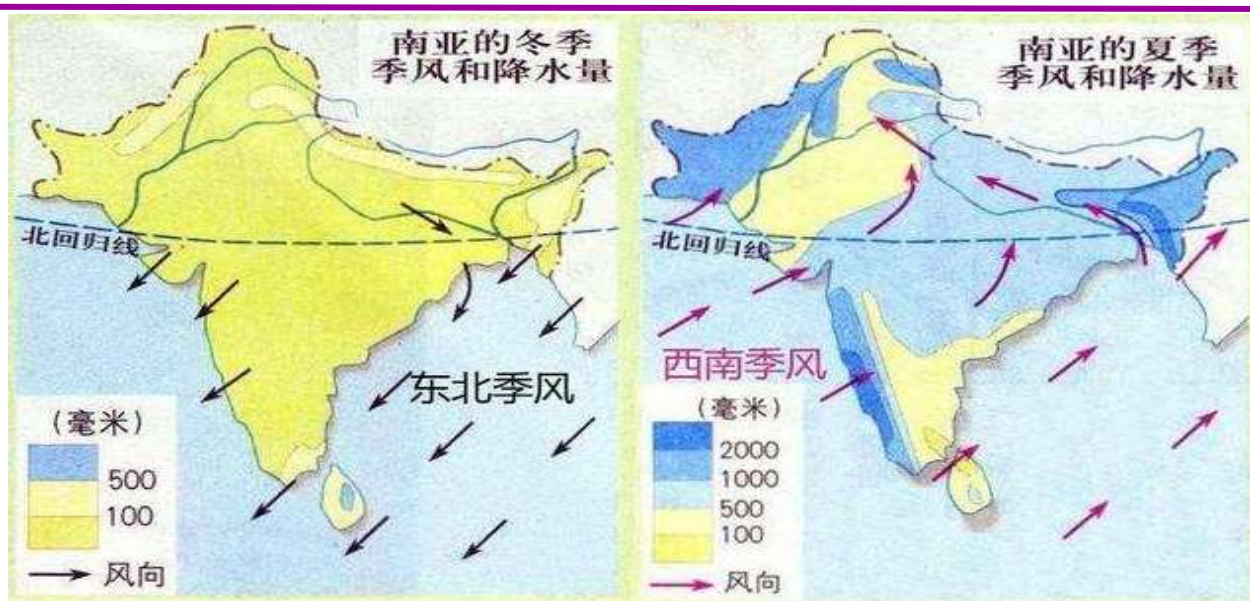 南亚的冬季
季风和降水量
北回归线
东北季风
(毫米)
500
100
风向
南亚的夏季
季风和降水量
北回归线
西南季风
(毫米)
2000
1000
500
100
风向